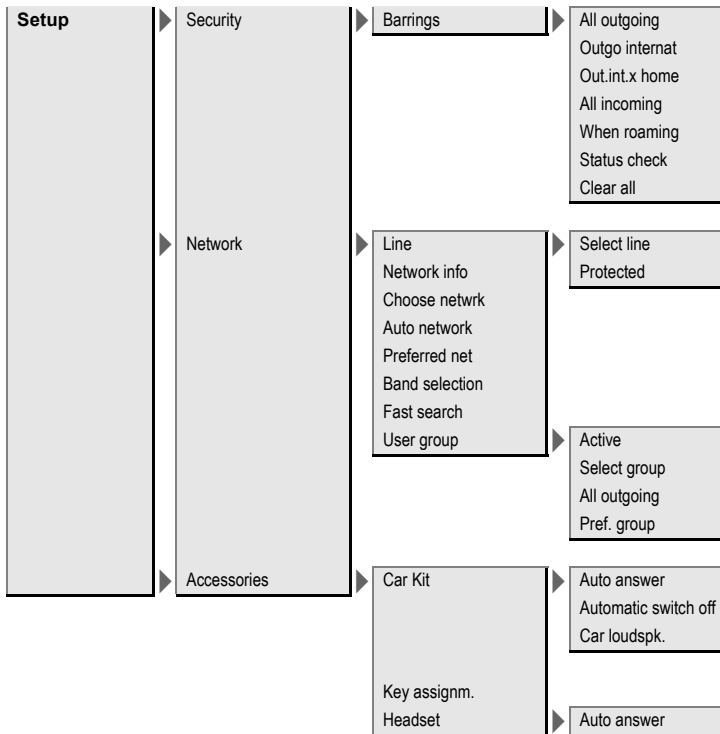 Setup
Security
Barrings
All outgoing
Outgo internat
Out.int.x home
All incoming
When roaming
Status check
Clear all
Network
Line
Select line
Network info
Protected
Choose netwrk
Auto network
Preferred net
Band selection
Fast search
User group
Active
Select group
All outgoing
Pref. group
Accessories
Car Kit
Auto answer
Automatic switch off
Car loudspk.
Key assignm.
Headset
Auto answer